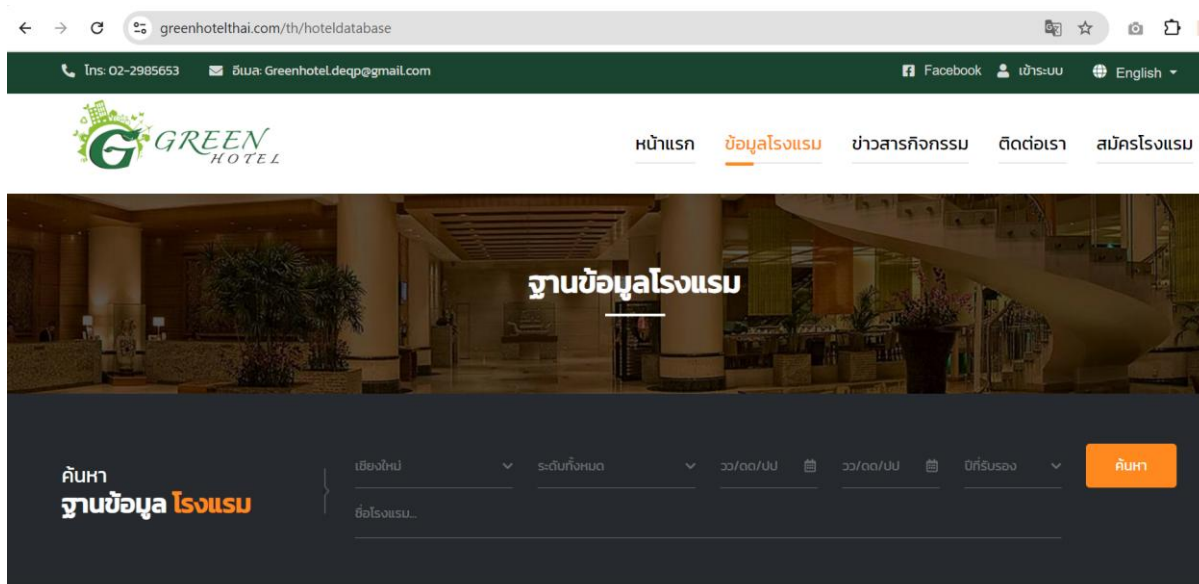 greenhotelthai.com/th/hoteldatabase
โทร: 02-2985653 อีเมล: Greenhotel.deqp@gmail.com Facebook เข้าระบบ English
GREEN
HOTEL
หน้าแรก ข้อมูลโรงแรม ข่าวสารกิจกรรม ติดต่อเรา สมัครโรงแรม
ฐานข้อมูลโรงแรม
ค้นหา
ฐานข้อมูล โรงแรม
เชียงใหม่ ระดับทั้งหมด วว/ดด/ปป วว/ดด/ปป ปีที่รับรอง ค้นหา
ชื่อโรงแรม...